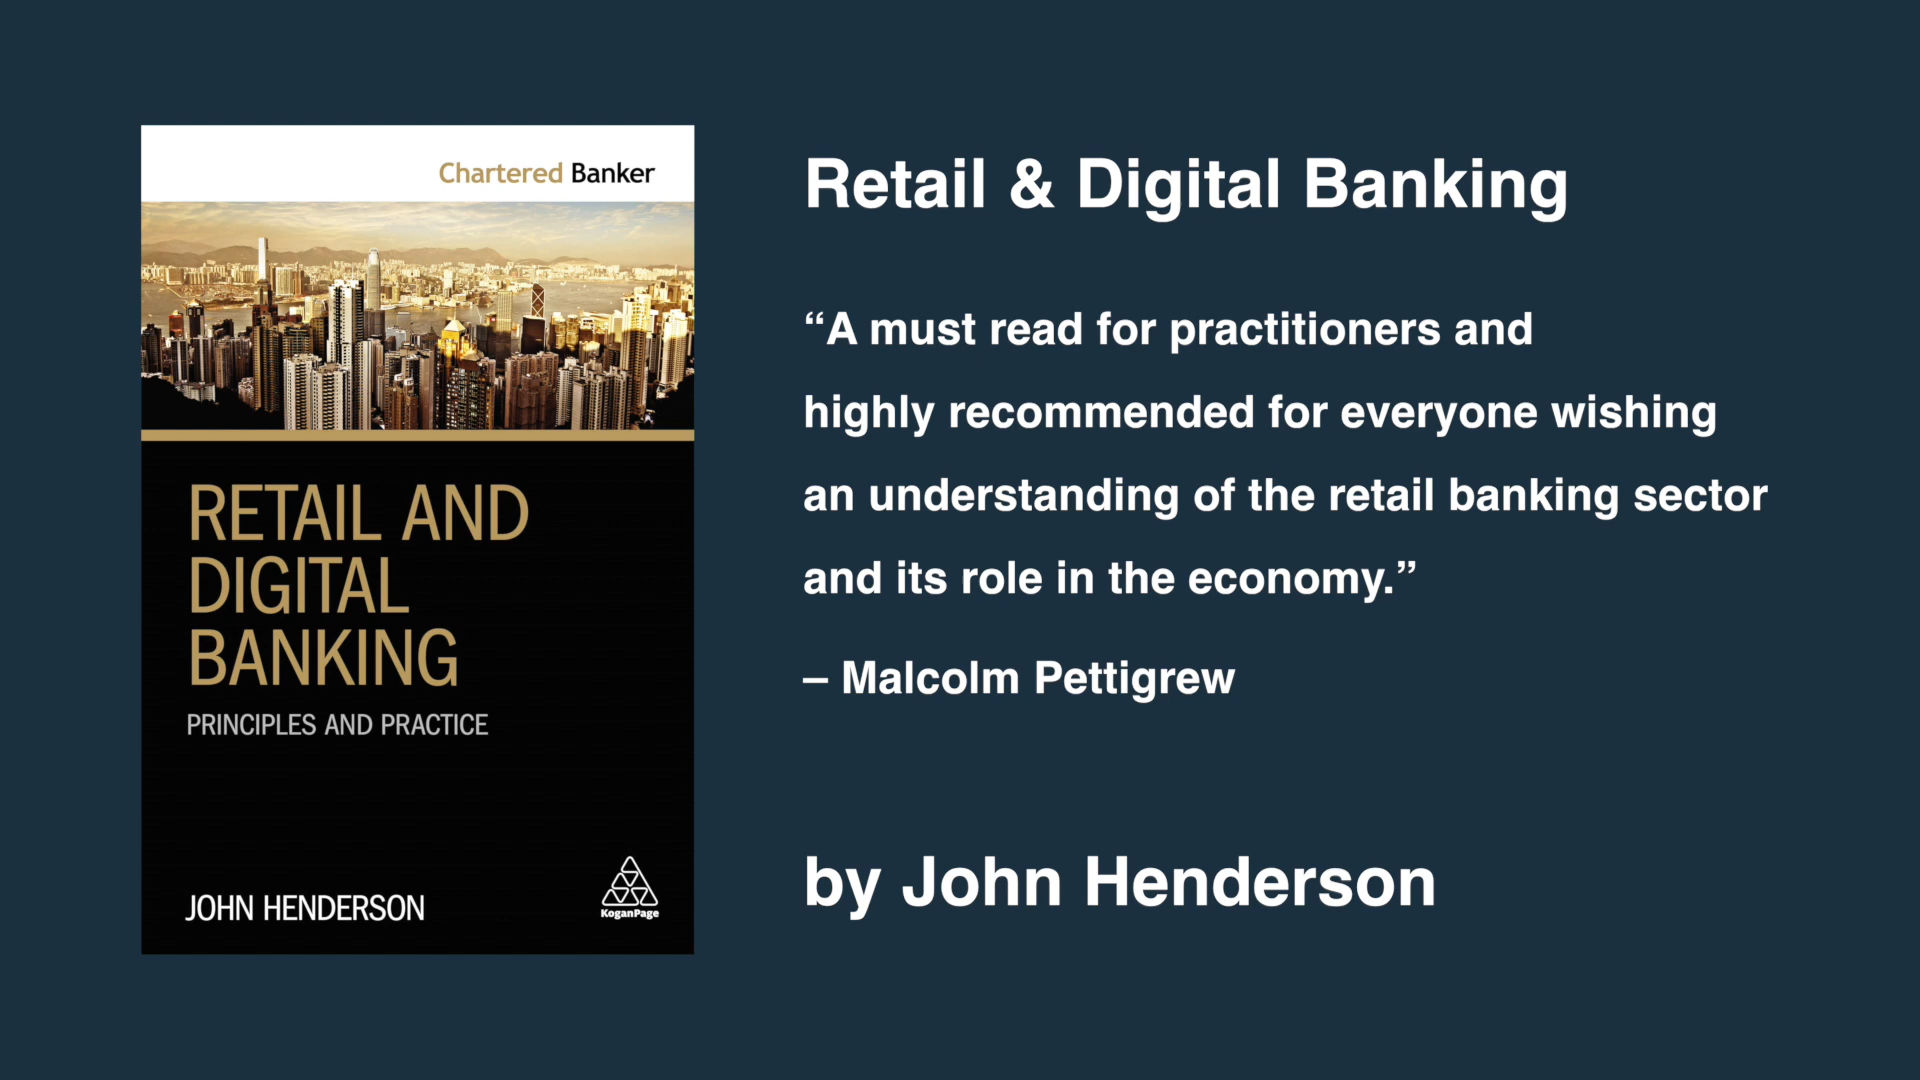 Chartered Banker
RETAIL AND
DIGITAL
BANKING
PRINCIPLES AND PRACTICE
JOHN HENDERSON
KoganPage
Retail & Digital Banking
“A must read for practitioners and
highly recommended for everyone wishing
an understanding of the retail banking sector
and its role in the economy.”
– Malcolm Pettigrew
by John Henderson